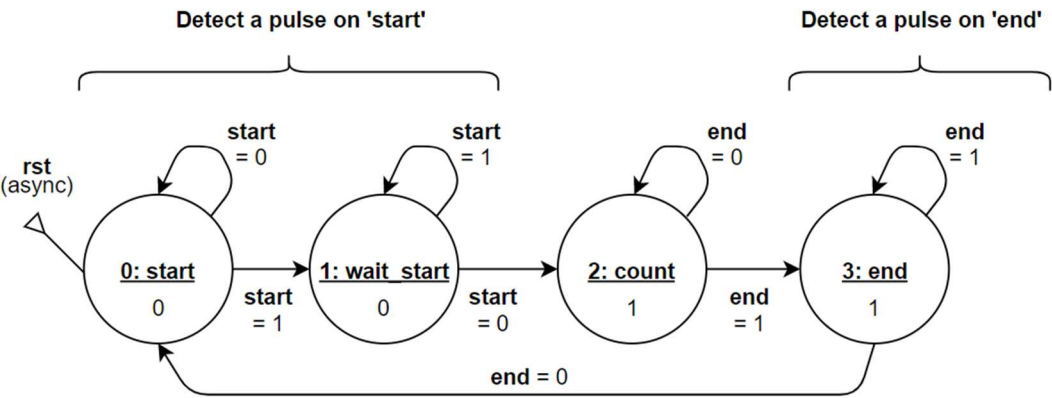 Detect a pulse on 'start'
Detect a pulse on 'end'
rst
(async)
start
= 0
start
= 1
end
= 0
end
= 1
0: start
0
1: wait_start
0
2: count
1
3: end
1
start
= 1
start
= 0
end
= 1
end = 0